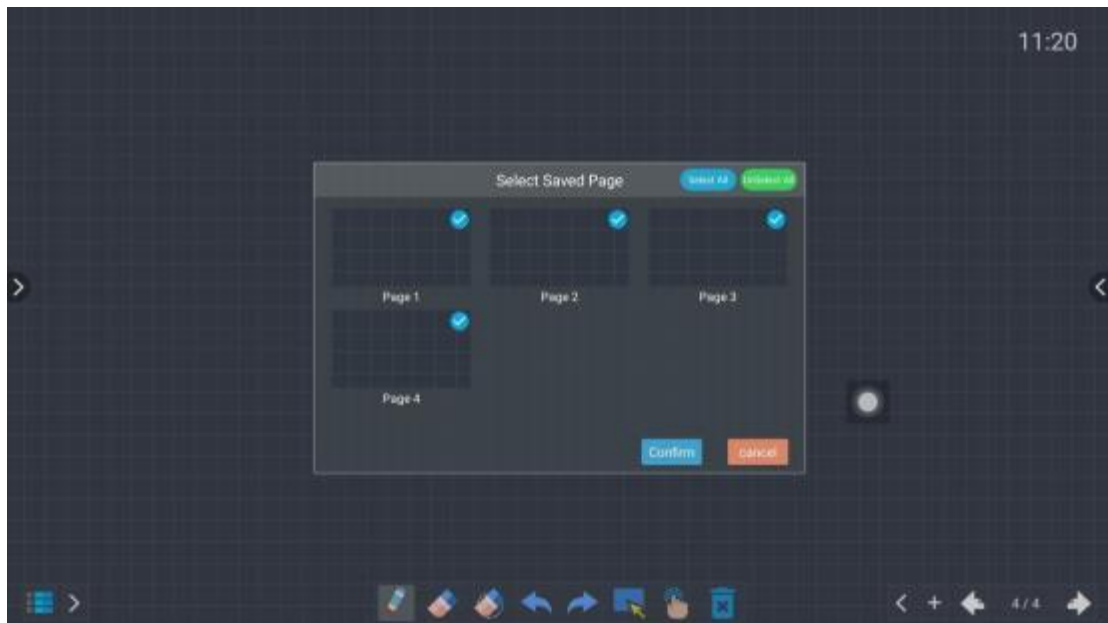 11:20
Select Saved Page
Select All
UnSelect All
Page 1
Page 2
Page 3
Page 4
Confirm
cancel
4/4